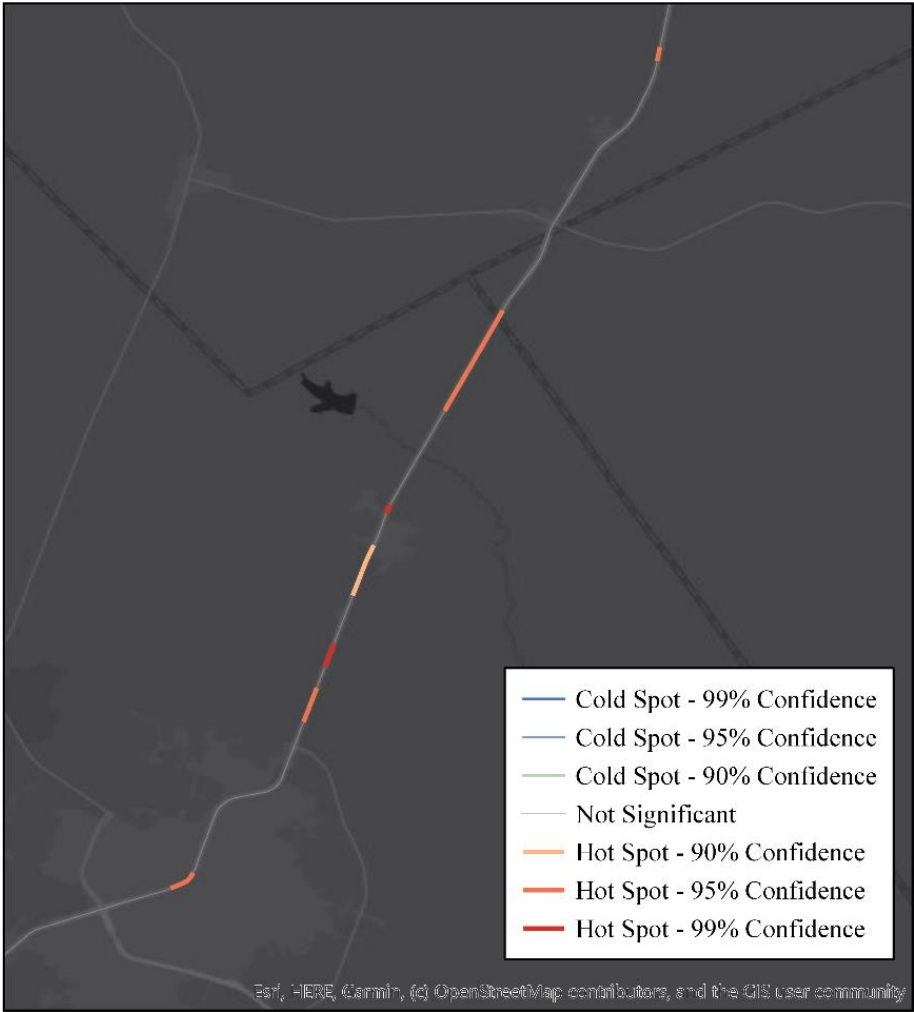 Cold Spot - 99% Confidence
Cold Spot - 95% Confidence
Cold Spot - 90% Confidence
Not Significant
Hot Spot - 90% Confidence
Hot Spot - 95% Confidence
Hot Spot - 99% Confidence
Esri, HERE, Garmin, (c) OpenStreetMap contributors, and the GIS user community